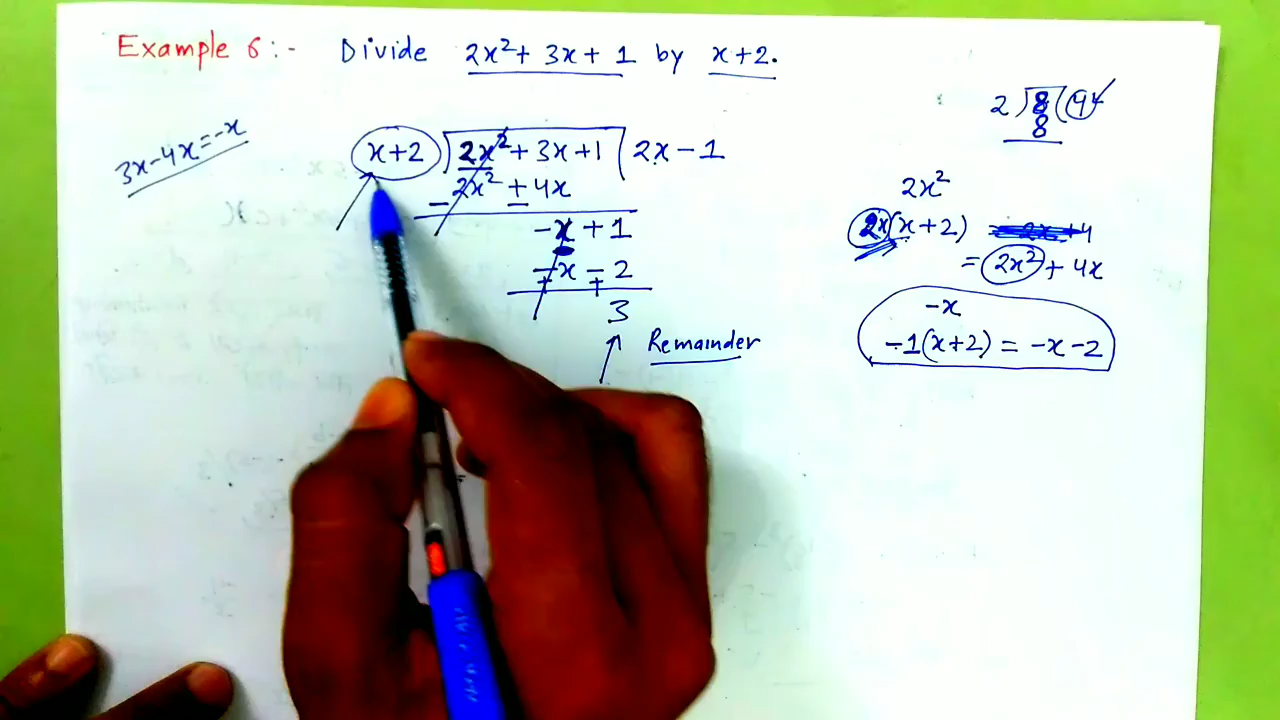 Example 6:- Divide 2x²+ 3x+ 1 by x+2.
3x-4x=-x
x+2 ) 2x²+ 3x+1 ( 2x-1
2x² + 4x
-x + 1
-x - 2
3
Remainder
2 ) 8 ( 4
8
2x²
2x(x+2)
= 2x²+ 4x
-x
-1(x+2) = -x-2